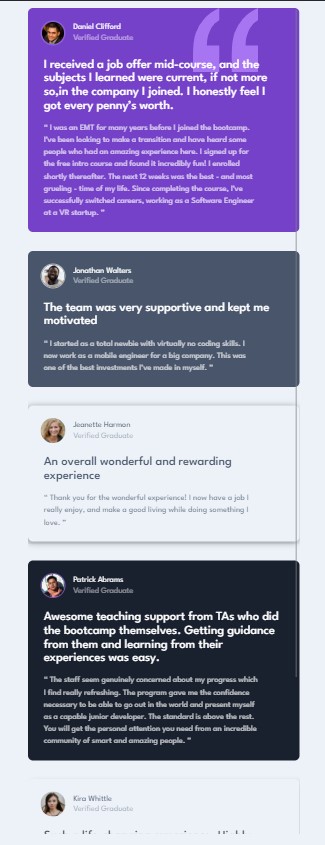 Daniel Clifford
Verified Graduate
I received a job offer mid-course, and the
subjects I learned were current, if not more
so,in the company I joined. I honestly feel I
got every penny's worth.
" I was an EMT for many years before I joined the bootcamp.
I've been looking to make a transition and have heard some
people who had an amazing experience here. I signed up for
the free intro course and found it incredibly fun! I enrolled
shortly thereafter. The next 12 weeks was the best - and most
grueling - time of my life. Since completing the course, I've
successfully switched careers, working as a Software Engineer
at a VR startup. "
Jonathan Walters
Verified Graduate
The team was very supportive and kept me
motivated
" I started as a total newbie with virtually no coding skills. I
now work as a mobile engineer for a big company. This was
one of the best investments I've made in myself. "
Jeanette Harmon
Verified Graduate
An overall wonderful and rewarding
experience
" Thank you for the wonderful experience! I now have a job I
really enjoy, and make a good living while doing something I
love. "
Patrick Abrams
Verified Graduate
Awesome teaching support from TAs who did
the bootcamp themselves. Getting guidance
from them and learning from their
experiences was easy.
" The staff seem genuinely concerned about my progress which
I find really refreshing. The program gave me the confidence
necessary to be able to go out in the world and present myself
as a capable junior developer. The standard is above the rest.
You will get the personal attention you need from an incredible
community of smart and amazing people. "
Kira Whittle
Verified Graduate